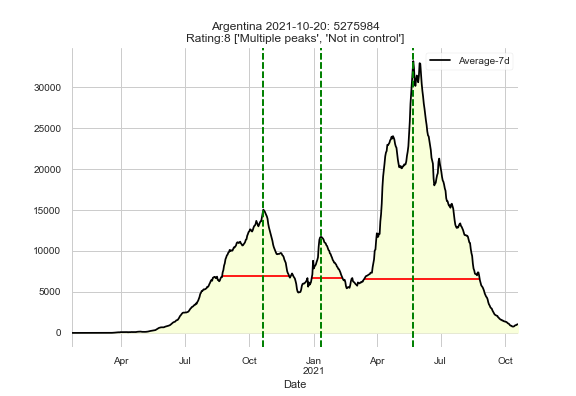 Argentina 2021-10-20: 5275984
Rating:8 ['Multiple peaks', 'Not in control']
Average-7d
30000
25000
20000
15000
10000
5000
0
Apr Jul Oct Jan Apr Jul Oct
2021
Date